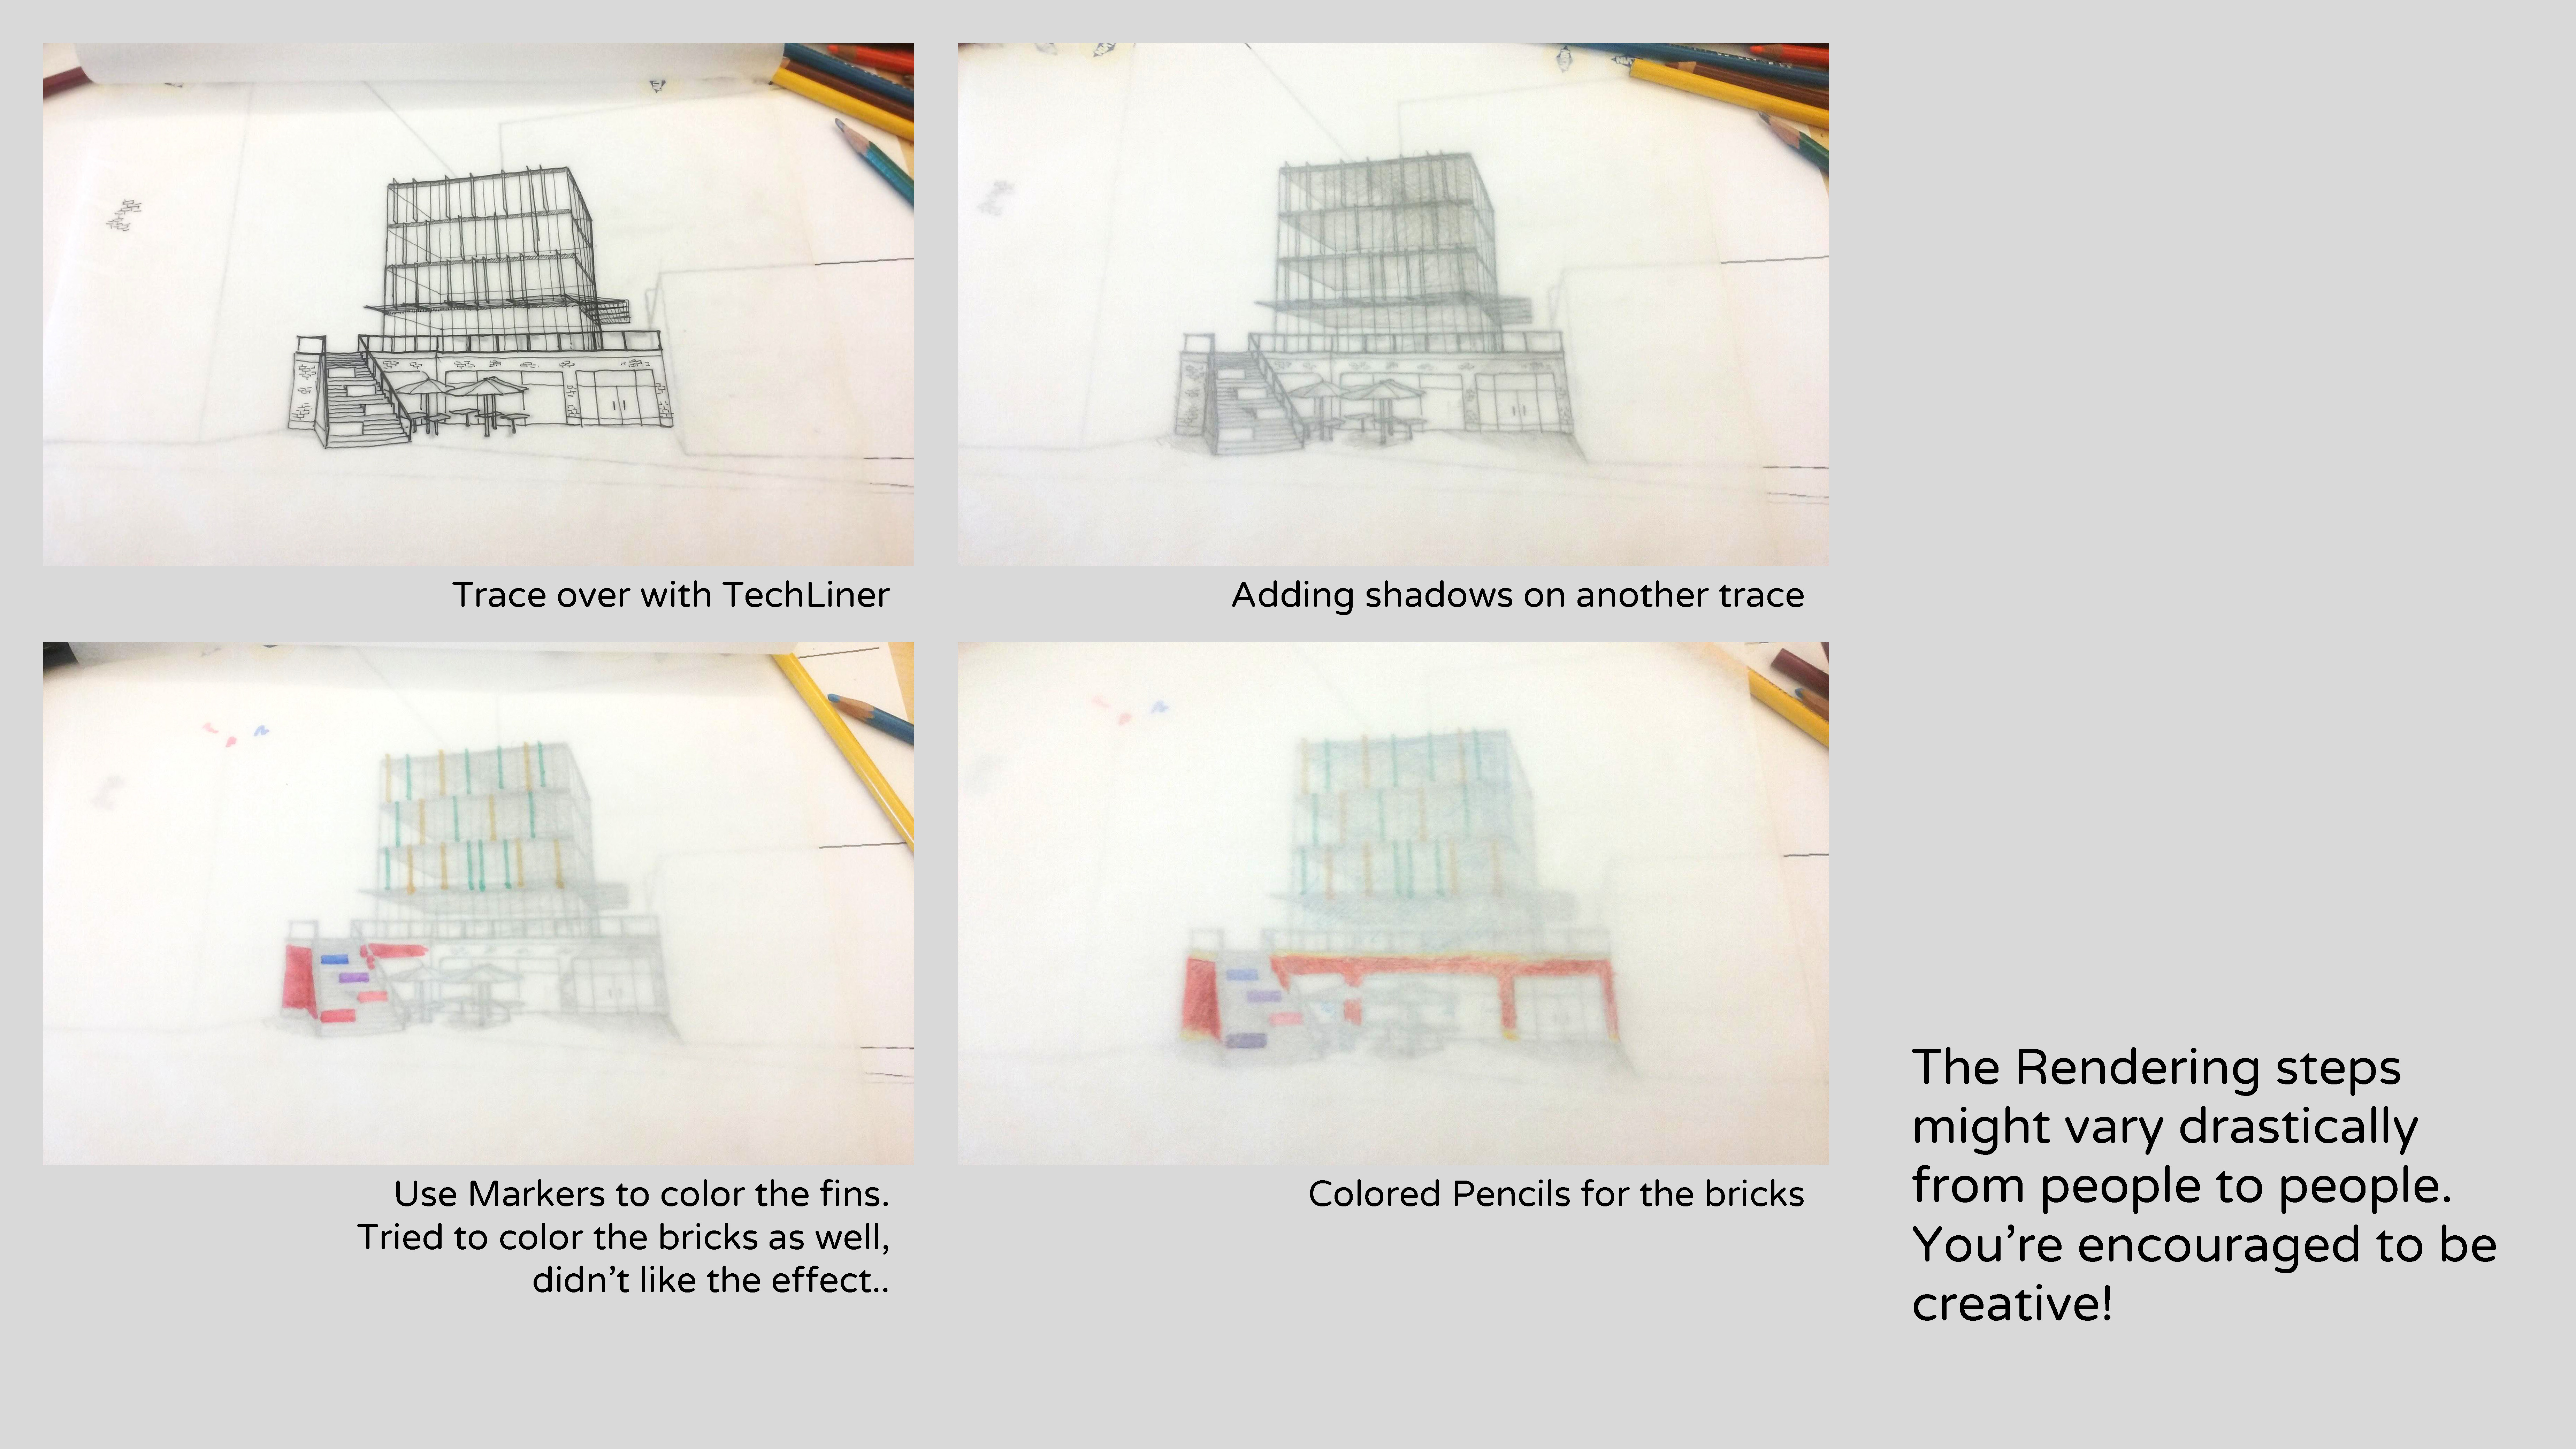 Trace over with TechLiner
Adding shadows on another trace
Use Markers to color the fins.
Tried to color the bricks as well,
didn’t like the effect..
Colored Pencils for the bricks
The Rendering steps
might vary drastically
from people to people.
You’re encouraged to be
creative!